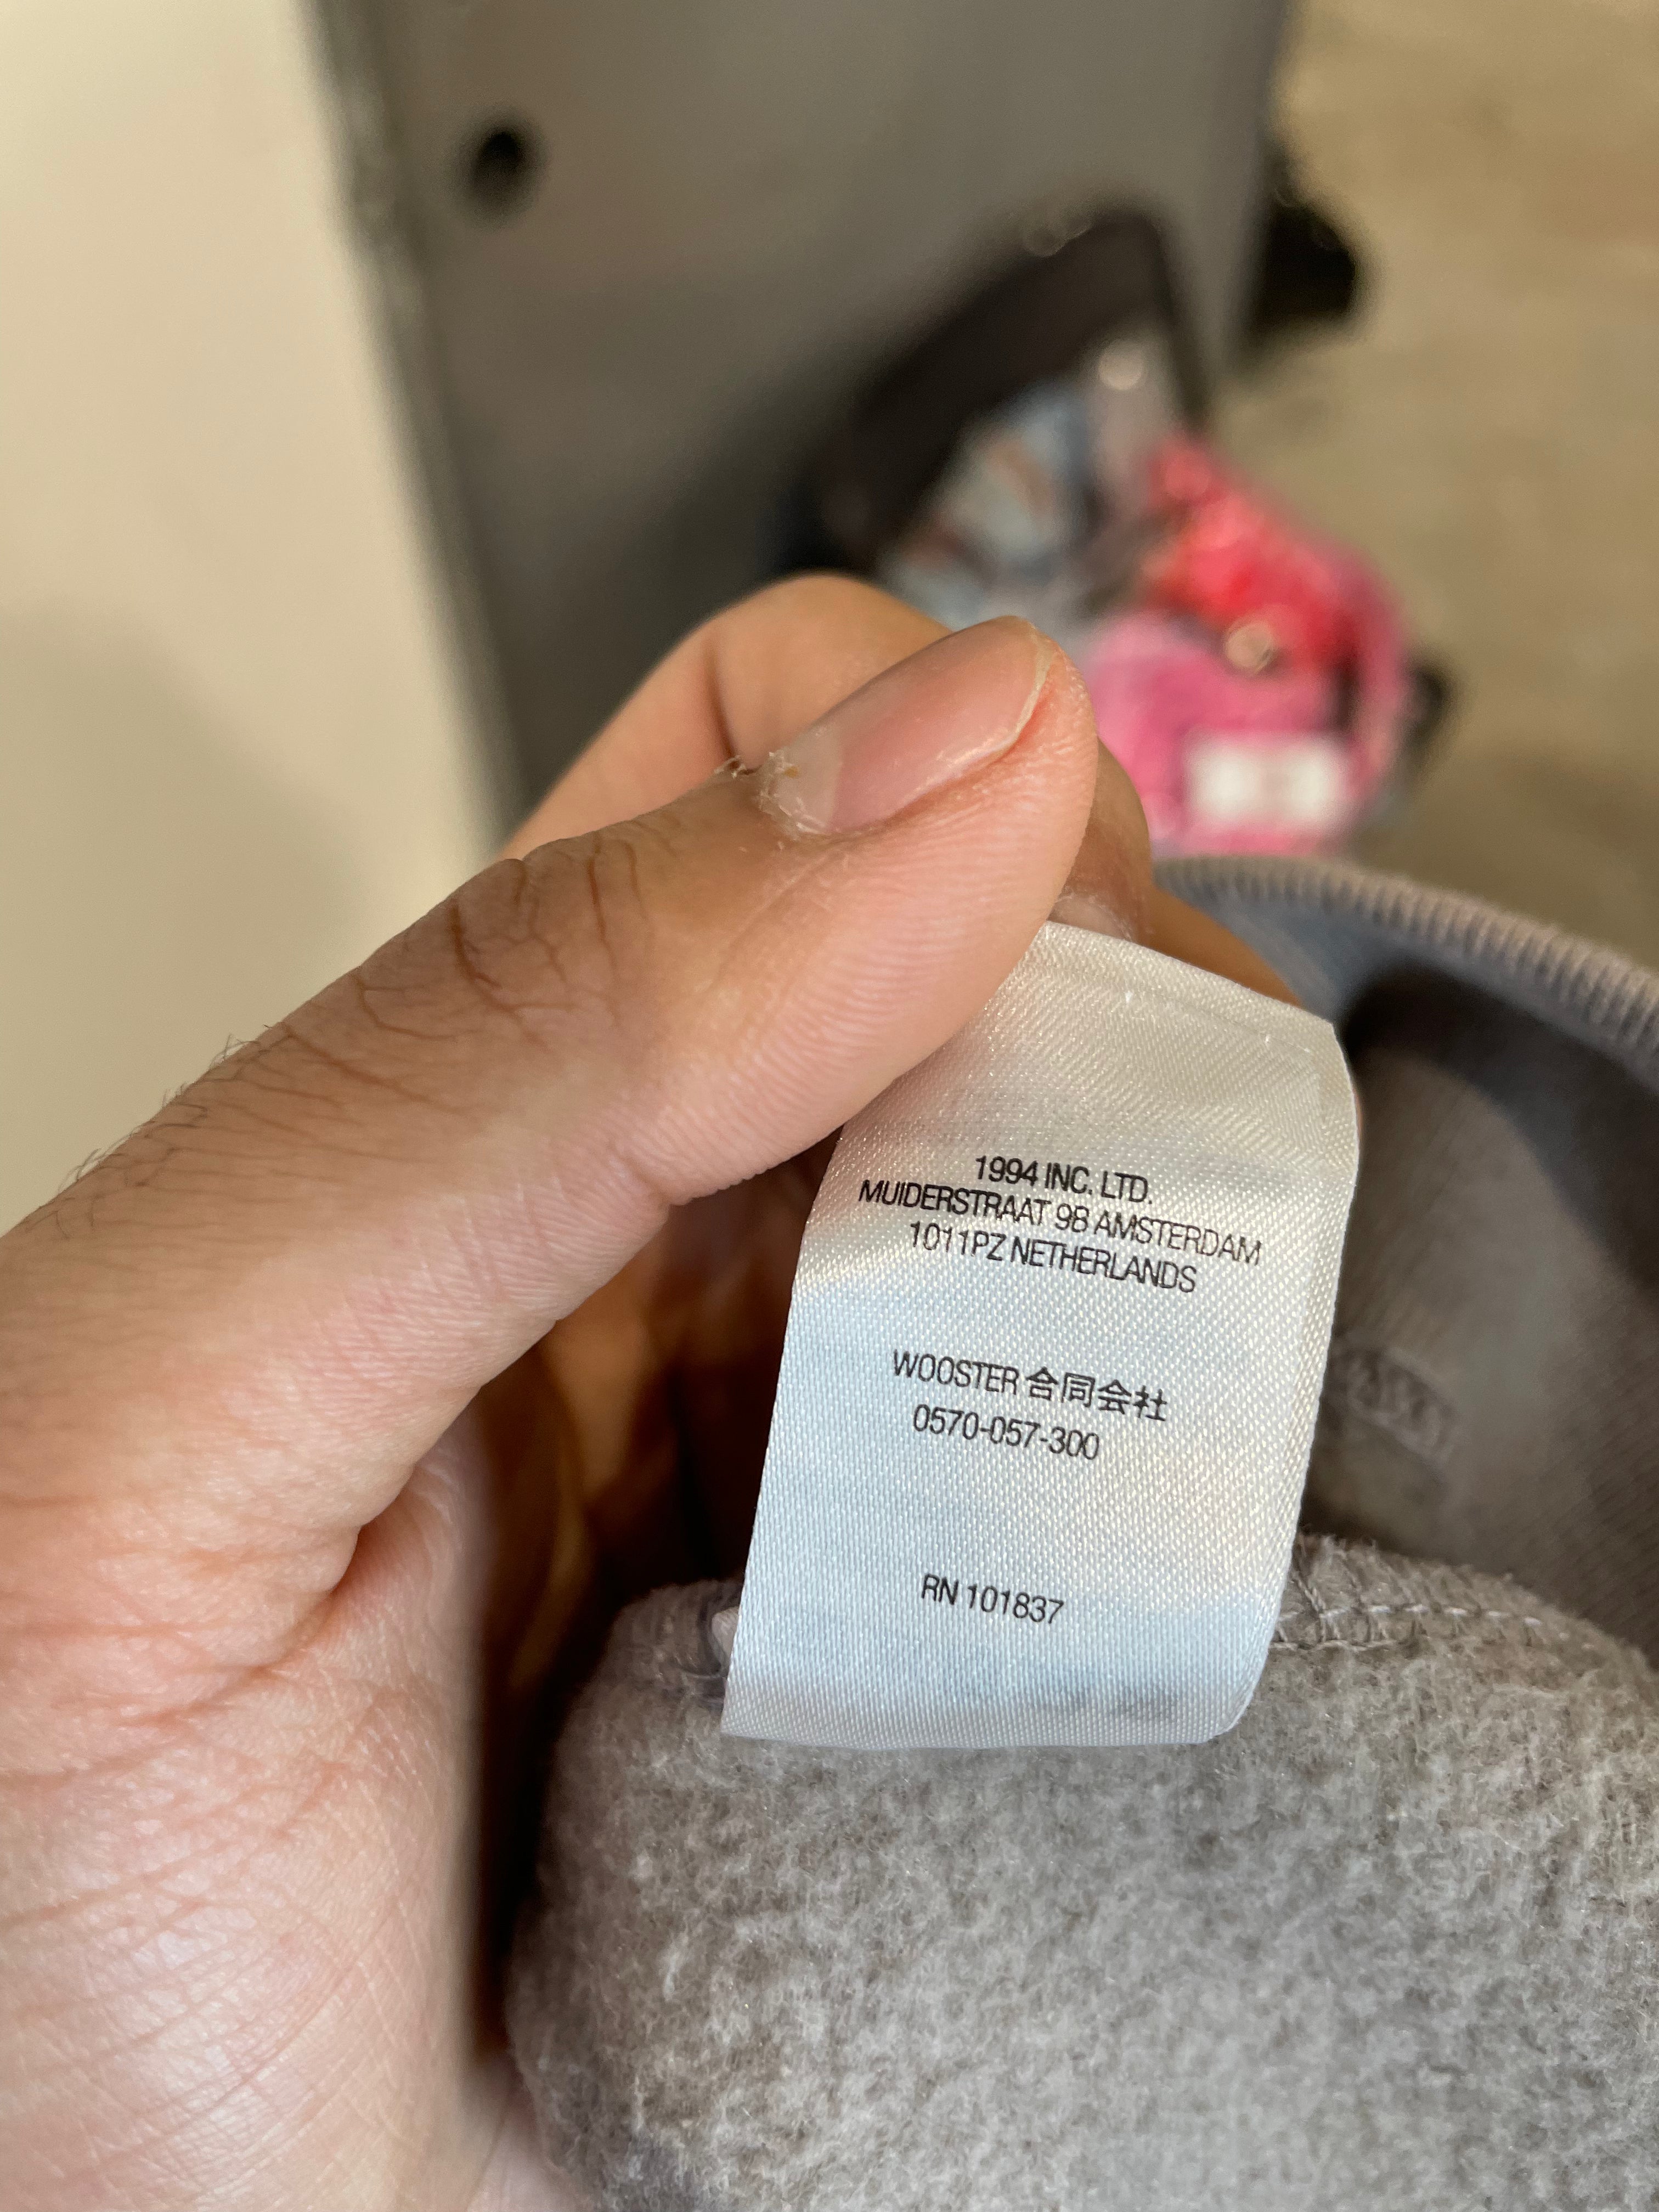 1994 INC. LTD.
MUIDERSTRAAT 98 AMSTERDAM
1011PZ NETHERLANDS
WOOSTER 合同会社
0570-057-300
RN 101837